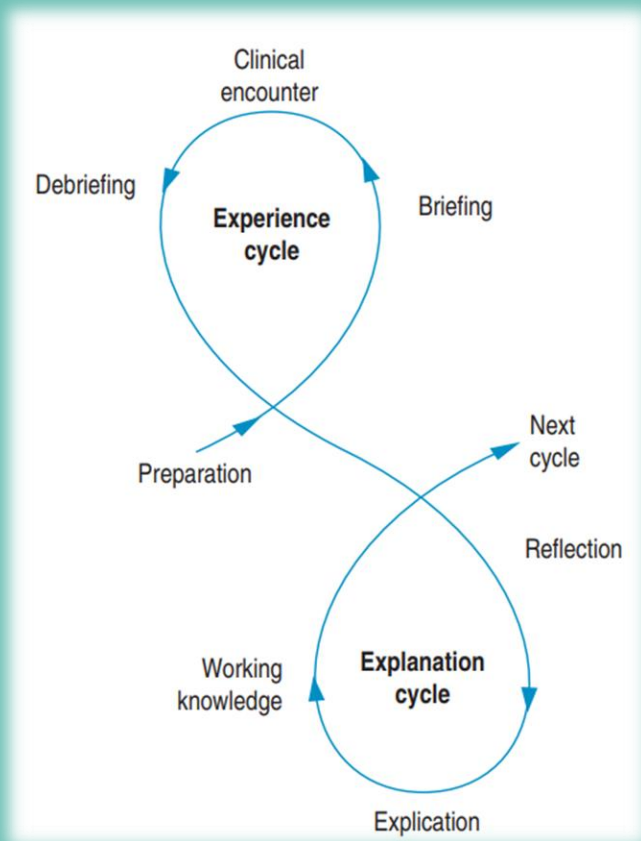 Clinical
encounter
Debriefing
Briefing
Experience
cycle
Preparation
Next
cycle
Reflection
Working
knowledge
Explanation
cycle
Explication